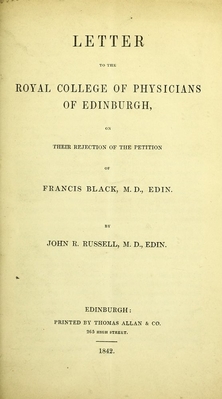 LETTER
TO THE
ROYAL COLLEGE OF PHYSICIANS
OF EDINBURGH,
ON
THEIR REJECTION OF THE PETITION
OF
FRANCIS BLACK, M.D., EDIN.
BY
JOHN R. RUSSELL, M.D., EDIN.
EDINBURGH:
PRINTED BY THOMAS ALLAN & CO.
265 HIGH STREET.
1842.